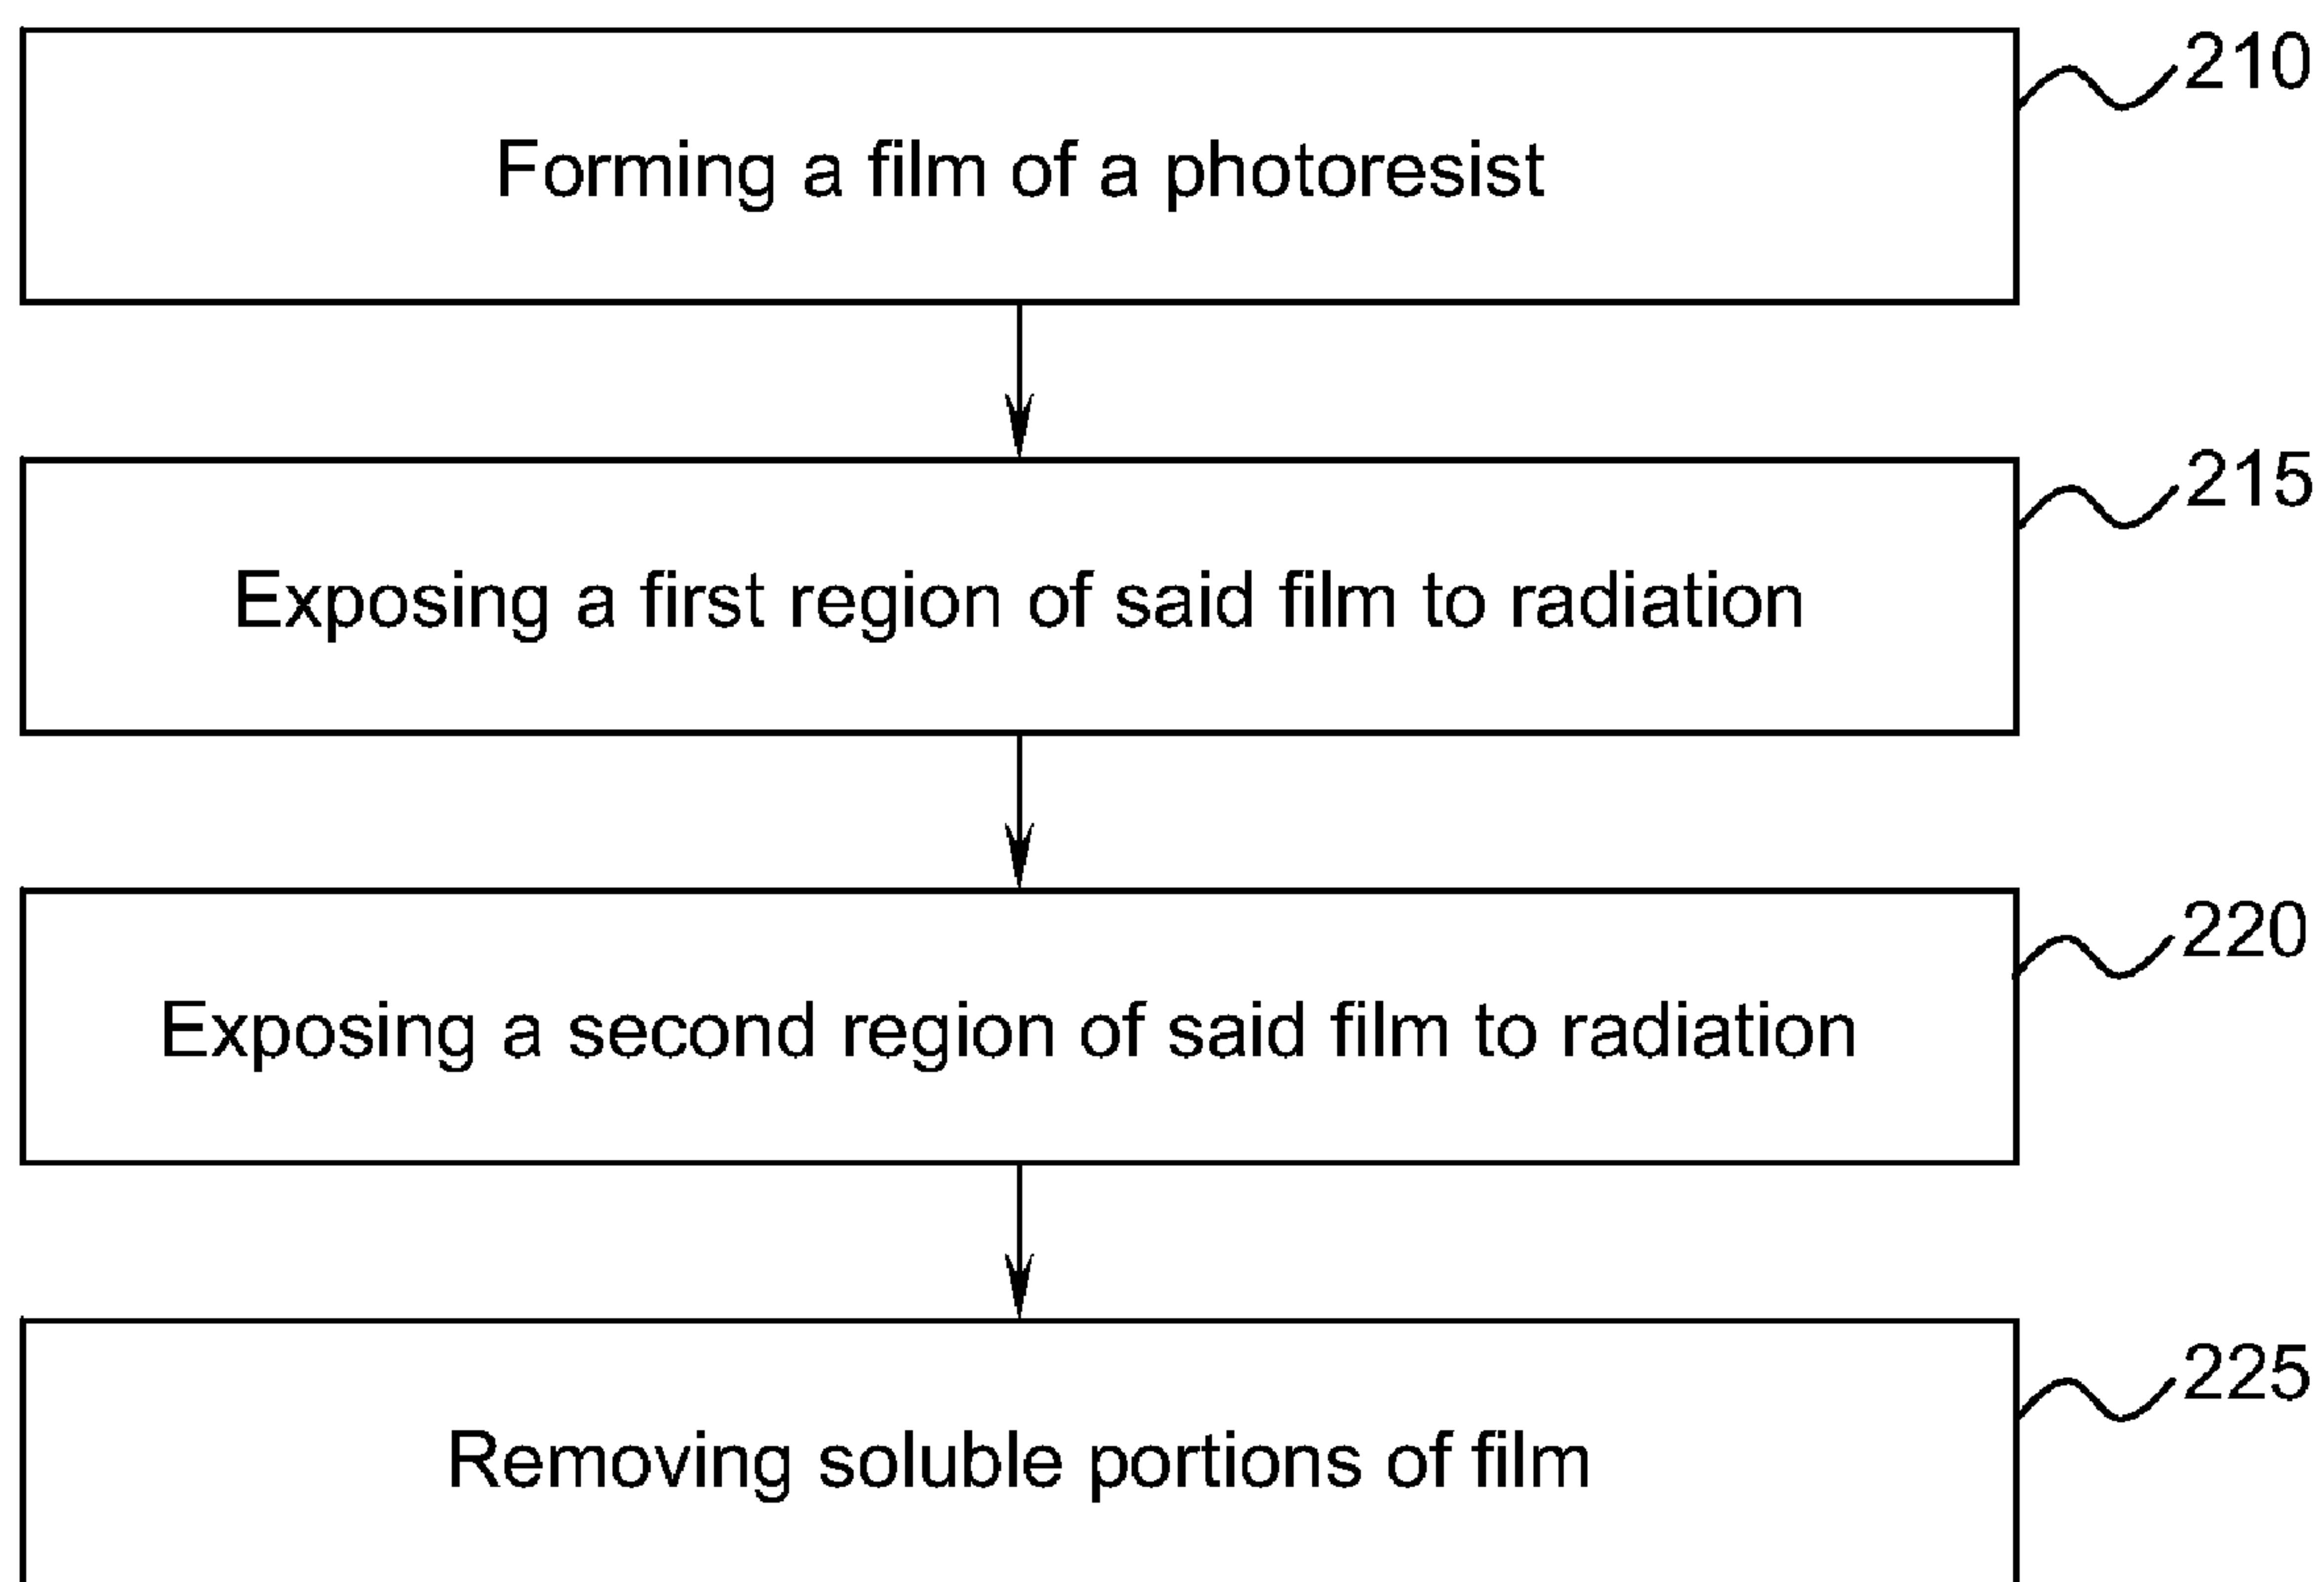 210
Forming a film of a photoresist
215
Exposing a first region of said film to radiation
220
Exposing a second region of said film to radiation
225
Removing soluble portions of film